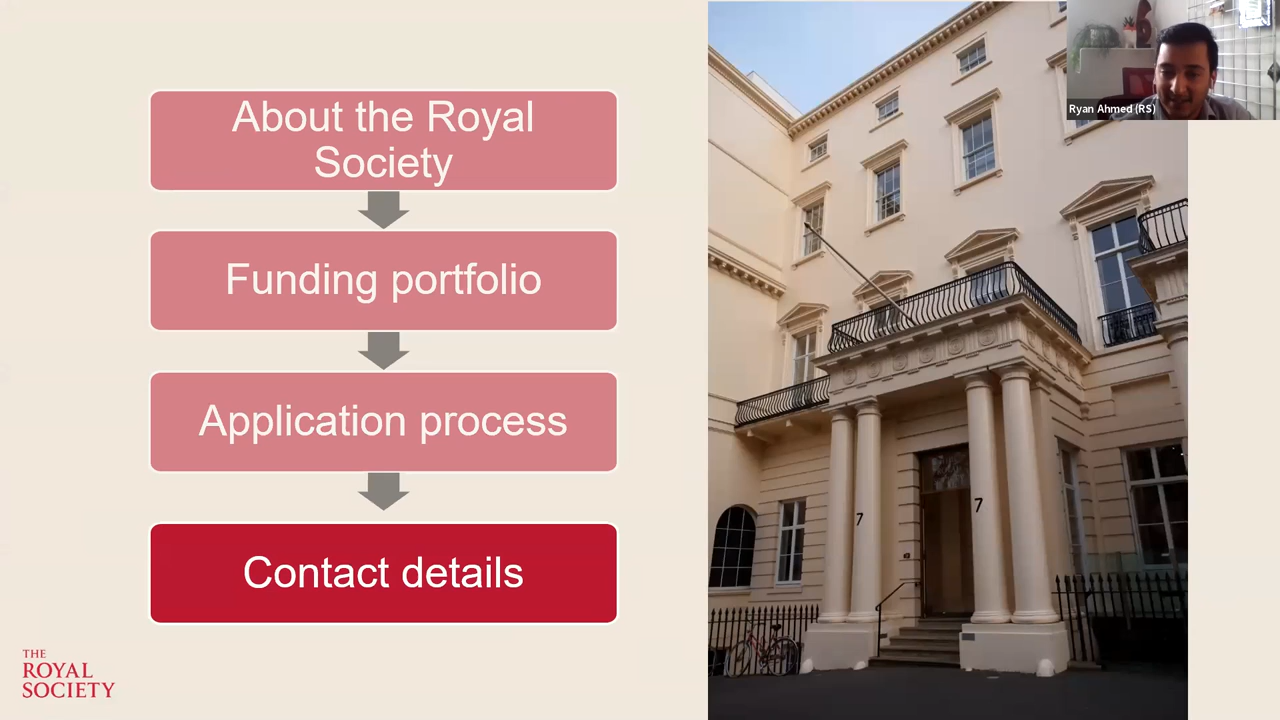 About the Royal
Society
Funding portfolio
Application process
Contact details
THE
ROYAL
SOCIETY
7
7
Ryan Ahmed (RS)